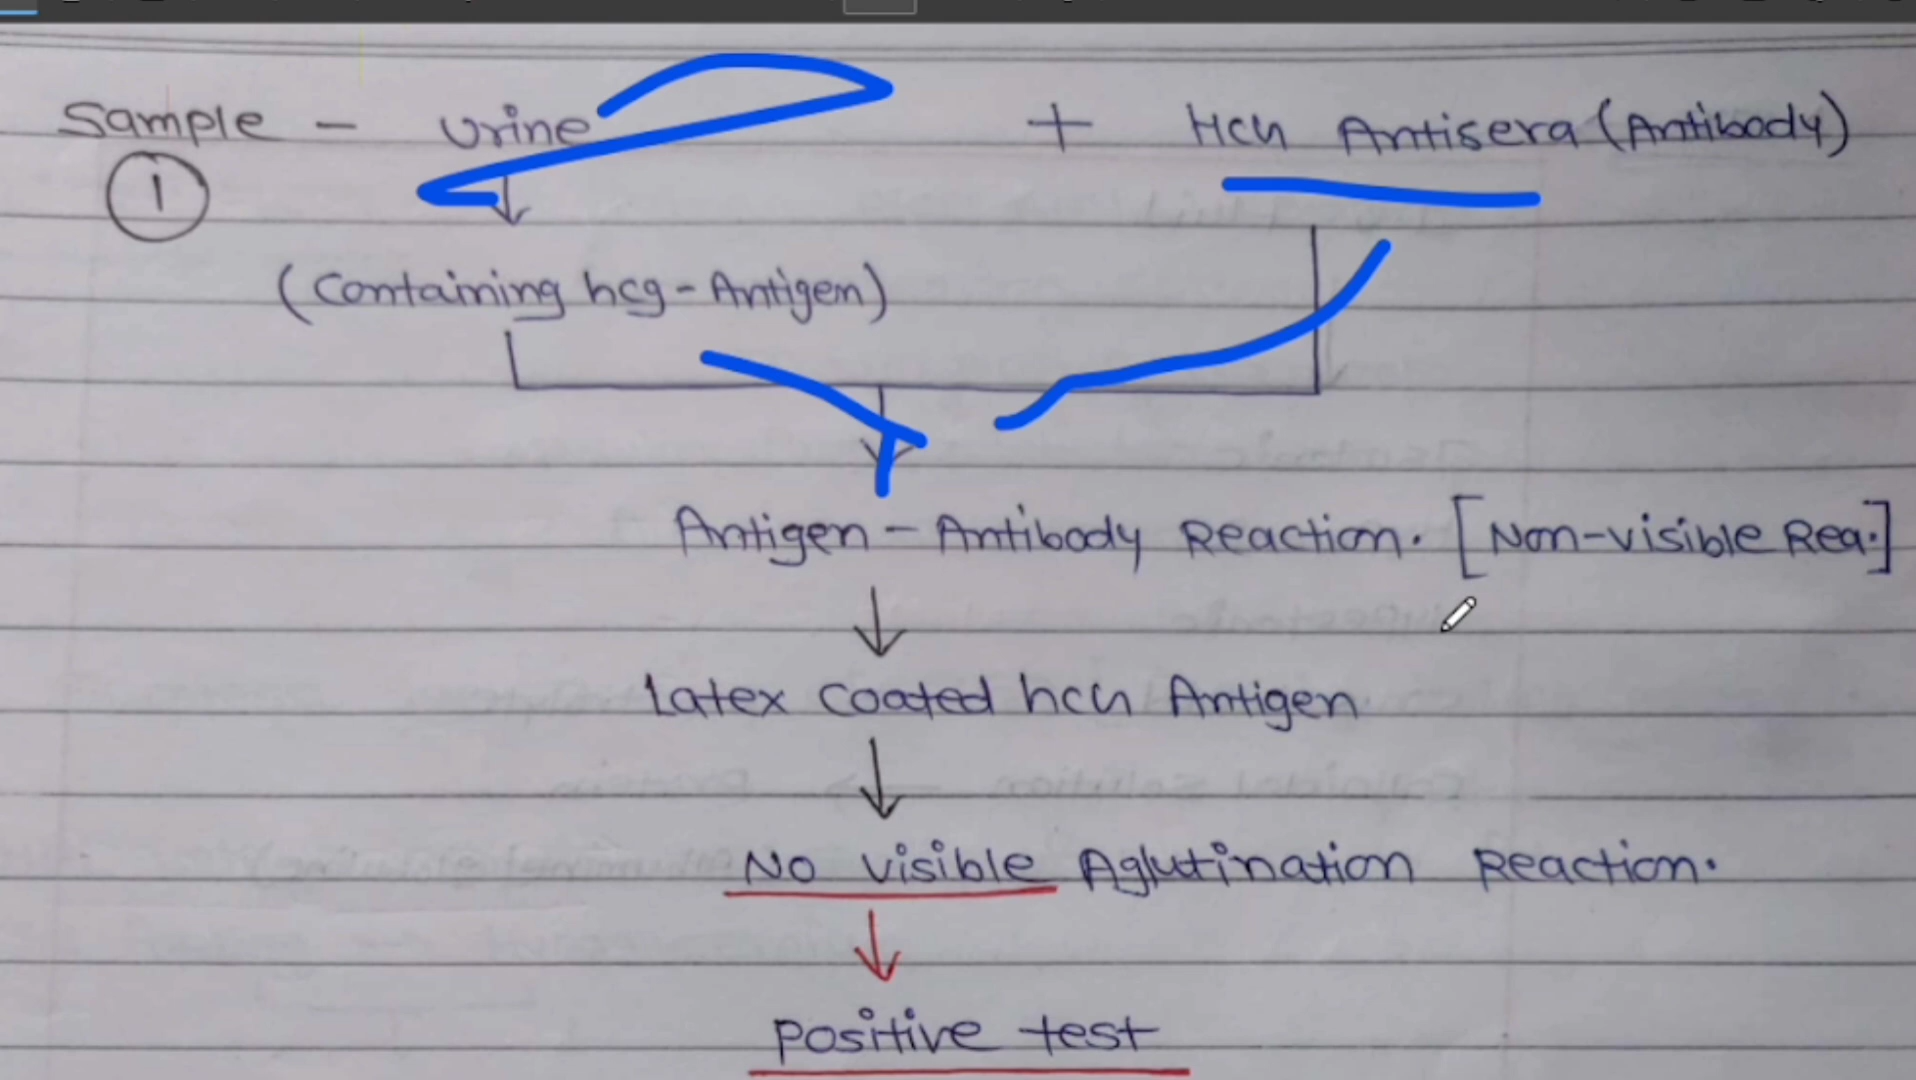 Sample - Urine + Hcg Antisera (Antibody)
1
(Containing hcg - Antigen)
Antigen - Antibody Reaction. [Non-visible Rea.]
Latex coated hcg Antigen
No visible Aglutination Reaction.
Positive test